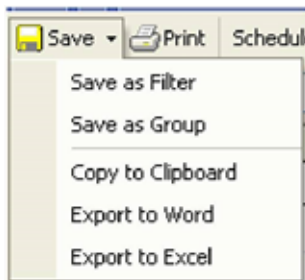 Save Print Schedul
Save as Filter
Save as Group
Copy to Clipboard
Export to Word
Export to Excel